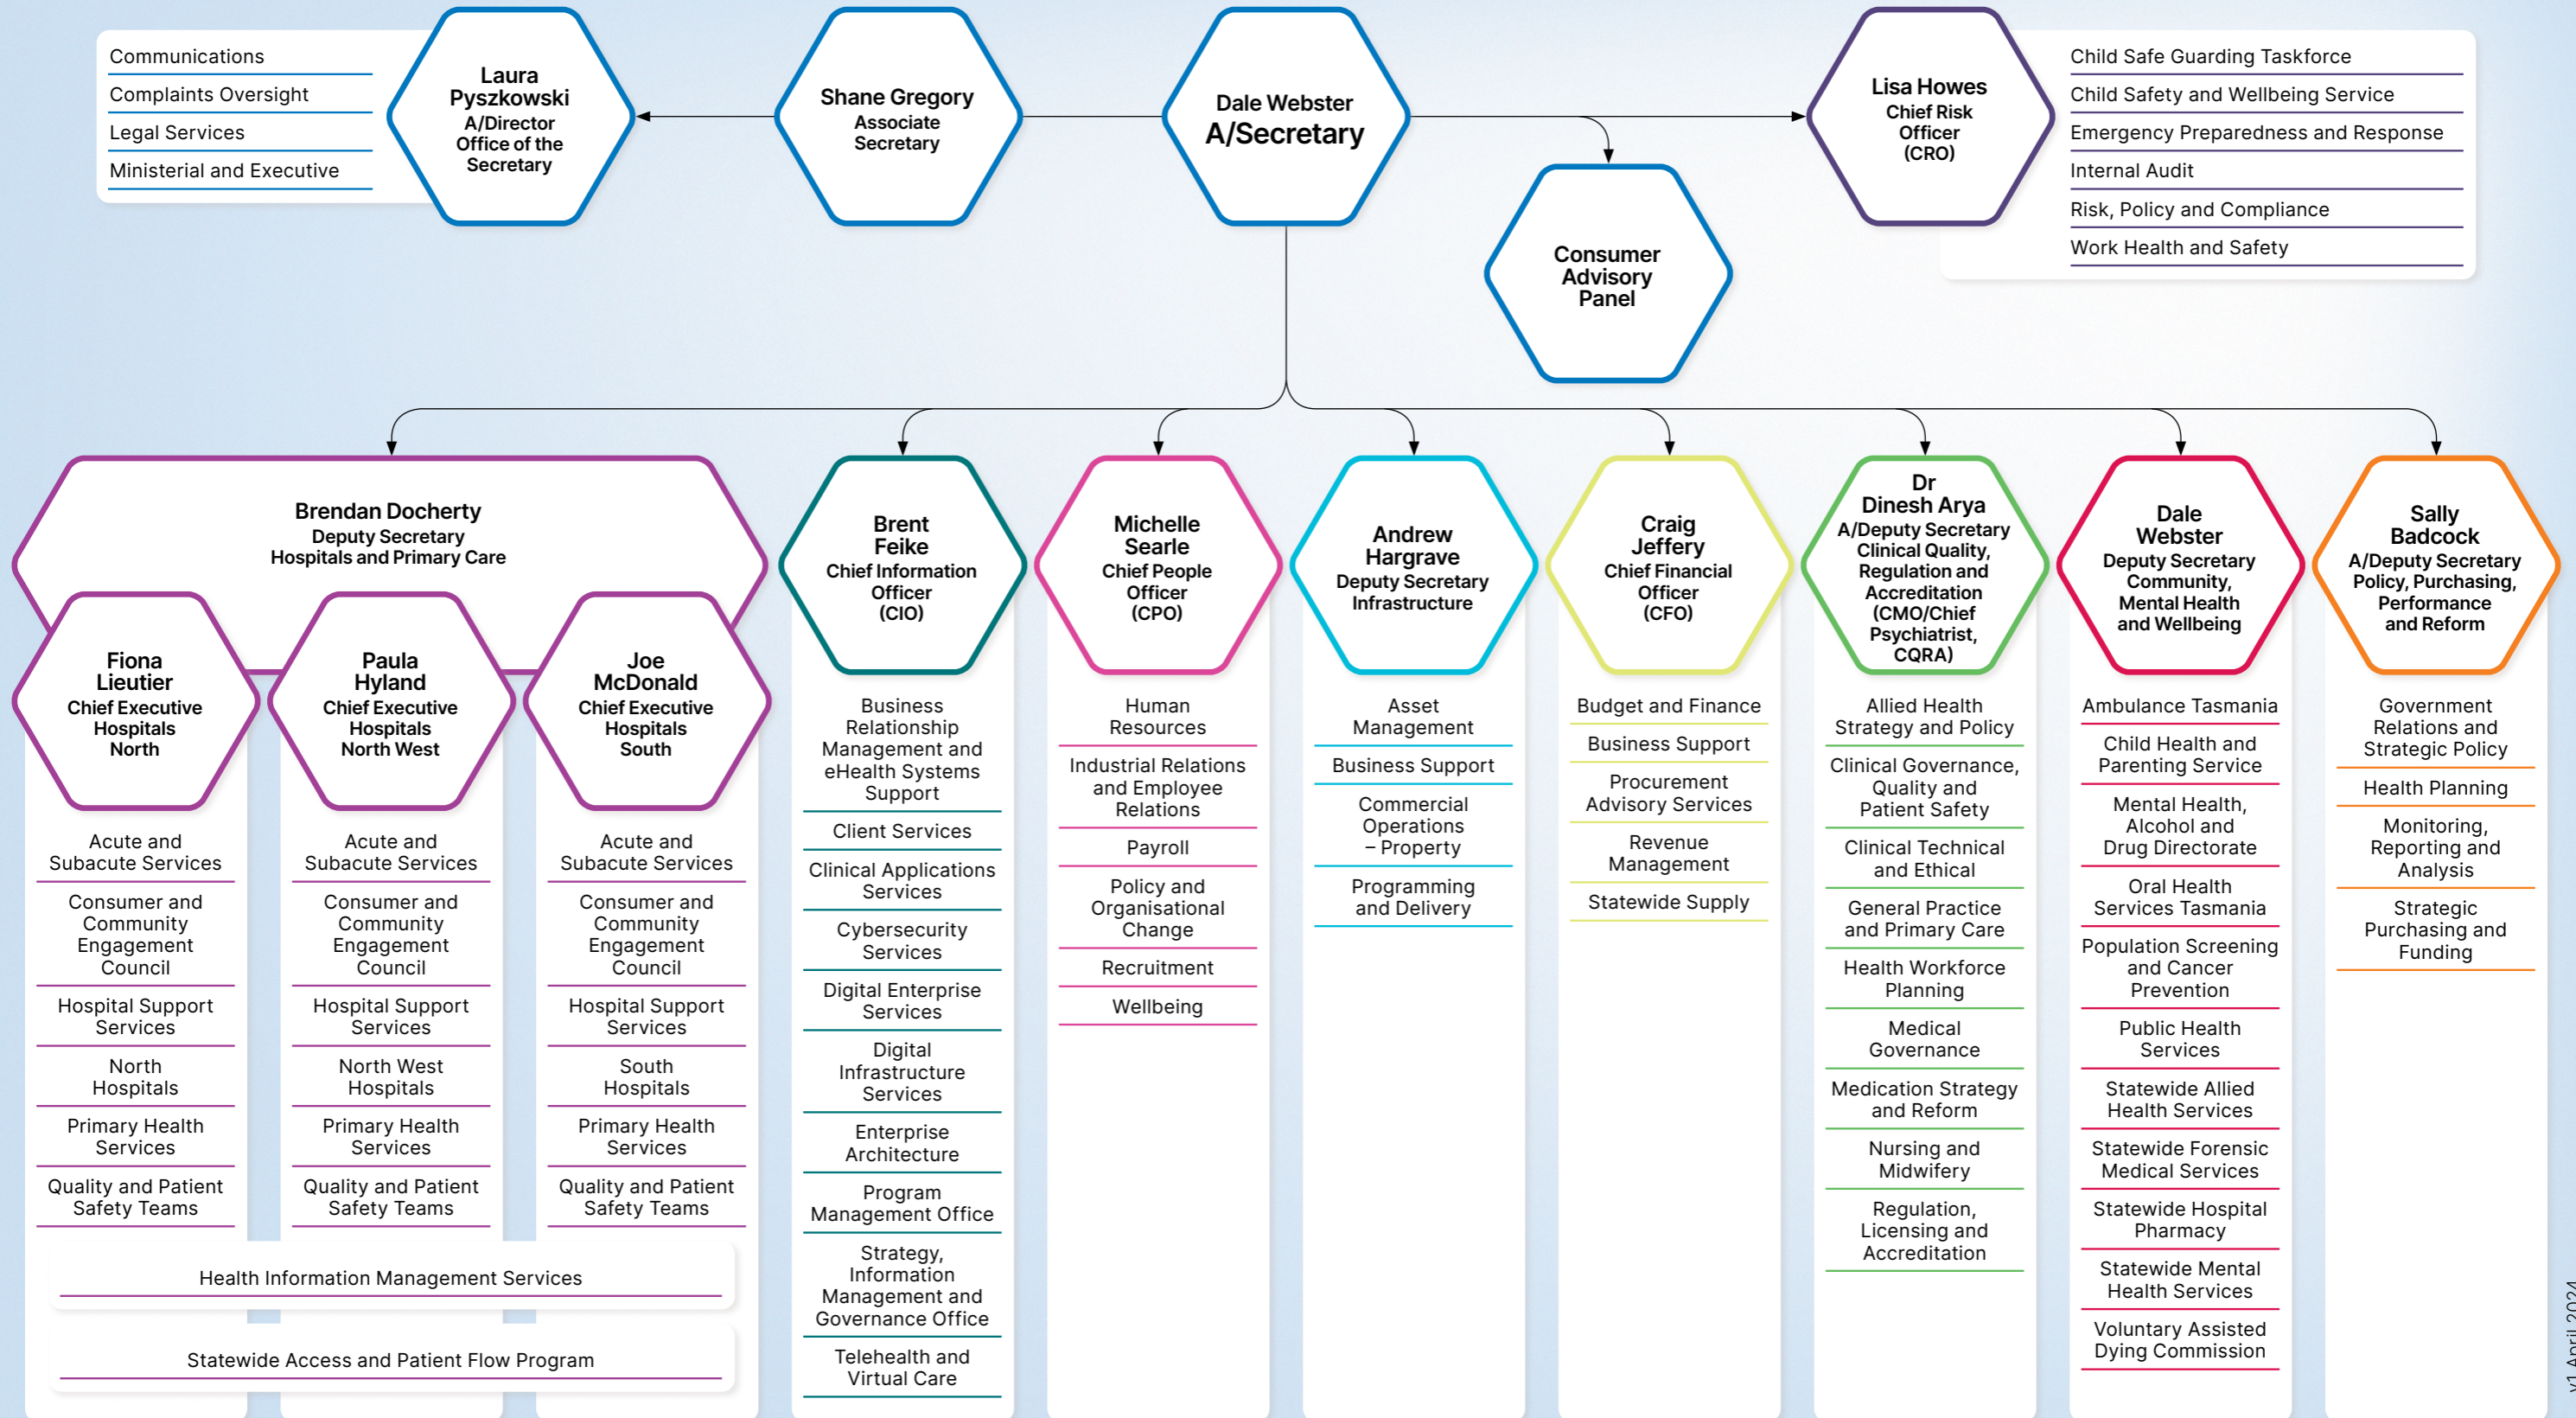 Communications
Complaints Oversight
Legal Services
Ministerial and Executive
Laura
Pyszkowski
A/Director
Office of the
Secretary
Shane Gregory
Associate
Secretary
Dale Webster
A/Secretary
Consumer
Advisory
Panel
Lisa Howes
Chief Risk
Officer
(CRO)
Child Safe Guarding Taskforce
Child Safety and Wellbeing Service
Emergency Preparedness and Response
Internal Audit
Risk, Policy and Compliance
Work Health and Safety
Brendan Docherty
Deputy Secretary
Hospitals and Primary Care
Fiona
Lieutier
Chief Executive
Hospitals
North
Acute and
Subacute Services
Consumer and
Community
Engagement
Council
Hospital Support
Services
North
Hospitals
Primary Health
Services
Quality and Patient
Safety Teams
Paula
Hyland
Chief Executive
Hospitals
North West
Acute and
Subacute Services
Consumer and
Community
Engagement
Council
Hospital Support
Services
North West
Hospitals
Primary Health
Services
Quality and Patient
Safety Teams
Joe
McDonald
Chief Executive
Hospitals
South
Acute and
Subacute Services
Consumer and
Community
Engagement
Council
Hospital Support
Services
South
Hospitals
Primary Health
Services
Quality and Patient
Safety Teams
Health Information Management Services
Statewide Access and Patient Flow Program
Brent
Feike
Chief Information
Officer
(CIO)
Business
Relationship
Management and
eHealth Systems
Support
Client Services
Clinical Applications
Services
Cybersecurity
Services
Digital Enterprise
Services
Digital
Infrastructure
Services
Enterprise
Architecture
Program
Management Office
Strategy,
Information
Management and
Governance Office
Telehealth and
Virtual Care
Michelle
Searle
Chief People
Officer
(CPO)
Human
Resources
Industrial Relations
and Employee
Relations
Payroll
Policy and
Organisational
Change
Recruitment
Wellbeing
Andrew
Hargrave
Deputy Secretary
Infrastructure
Asset
Management
Business Support
Commercial
Operations
– Property
Programming
and Delivery
Craig
Jeffery
Chief Financial
Officer
(CFO)
Budget and Finance
Business Support
Procurement
Advisory Services
Revenue
Management
Statewide Supply
Dr
Dinesh Arya
A/Deputy Secretary
Clinical Quality,
Regulation and
Accreditation
(CMO/Chief
Psychiatrist,
CQRA)
Allied Health
Strategy and Policy
Clinical Governance,
Quality and
Patient Safety
Clinical Technical
and Ethical
General Practice
and Primary Care
Health Workforce
Planning
Medical
Governance
Medication Strategy
and Reform
Nursing and
Midwifery
Regulation,
Licensing and
Accreditation
Dale
Webster
Deputy Secretary
Community,
Mental Health
and Wellbeing
Ambulance Tasmania
Child Health and
Parenting Service
Mental Health,
Alcohol and
Drug Directorate
Oral Health
Services Tasmania
Population Screening
and Cancer
Prevention
Public Health
Services
Statewide Allied
Health Services
Statewide Forensic
Medical Services
Statewide Hospital
Pharmacy
Statewide Mental
Health Services
Voluntary Assisted
Dying Commission
Sally
Badcock
A/Deputy Secretary
Policy, Purchasing,
Performance
and Reform
Government
Relations and
Strategic Policy
Health Planning
Monitoring,
Reporting and
Analysis
Strategic
Purchasing and
Funding
v1 April 2024